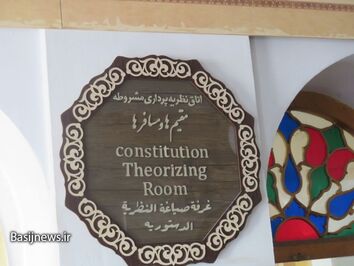 اتاق نظریه پردازی مشروطه
مقیم ها و مسافرها
constitution
Theorizing
Room
غرفة صياغة النظرية
الدستورية
Basijnews.ir